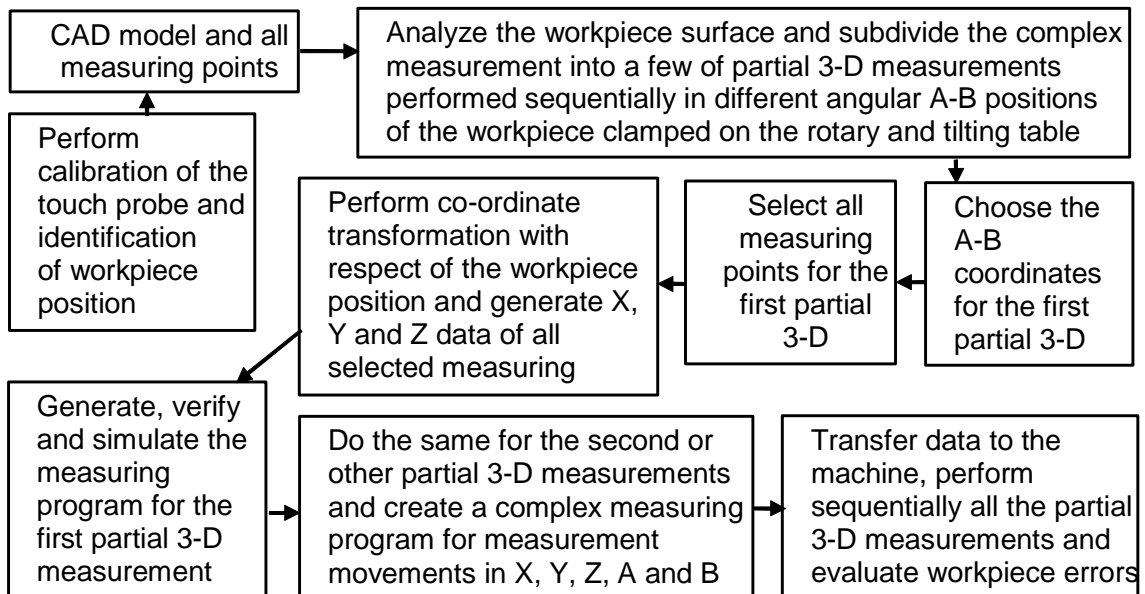 CAD model and all
measuring points
Analyze the workpiece surface and subdivide the complex
measurement into a few of partial 3-D measurements
performed sequentially in different angular A-B positions
of the workpiece clamped on the rotary and tilting table
Perform
calibration of the
touch probe and
identification
of workpiece
position
Perform co-ordinate
transformation with
respect of the workpiece
position and generate X,
Y and Z data of all
selected measuring
Select all
measuring
points for the
first partial
3-D
Choose the
A-B
coordinates
for the first
partial 3-D
Generate, verify
and simulate the
measuring
program for the
first partial 3-D
measurement
Do the same for the second or
other partial 3-D measurements
and create a complex measuring
program for measurement
movements in X, Y, Z, A and B
Transfer data to the
machine, perform
sequentially all the partial
3-D measurements and
evaluate workpiece errors